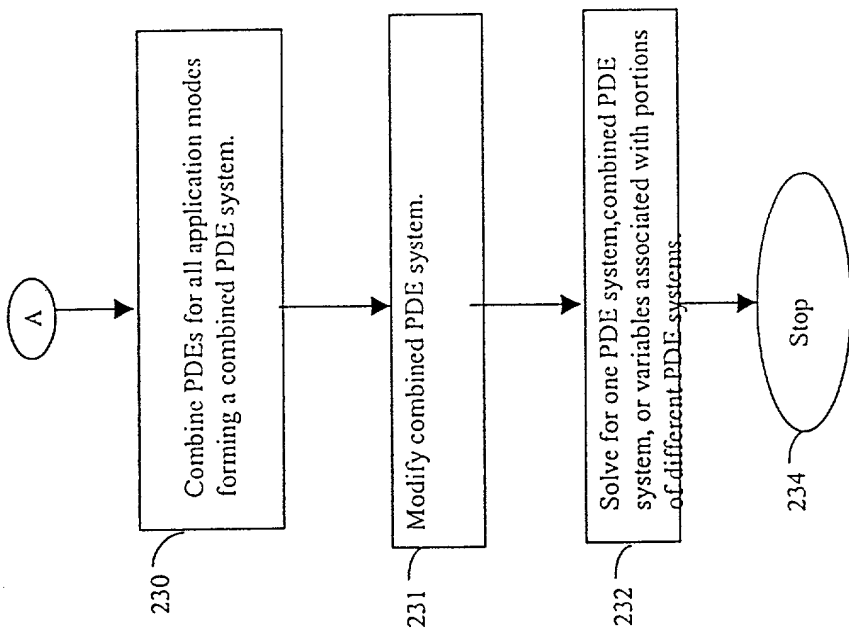 A
Combine PDEs for all application modes
forming a combined PDE system.
230
Modify combined PDE system.
231
Solve for one PDE system,combined PDE
system, or variables associated with portions
of different PDE systems.
232
Stop
234